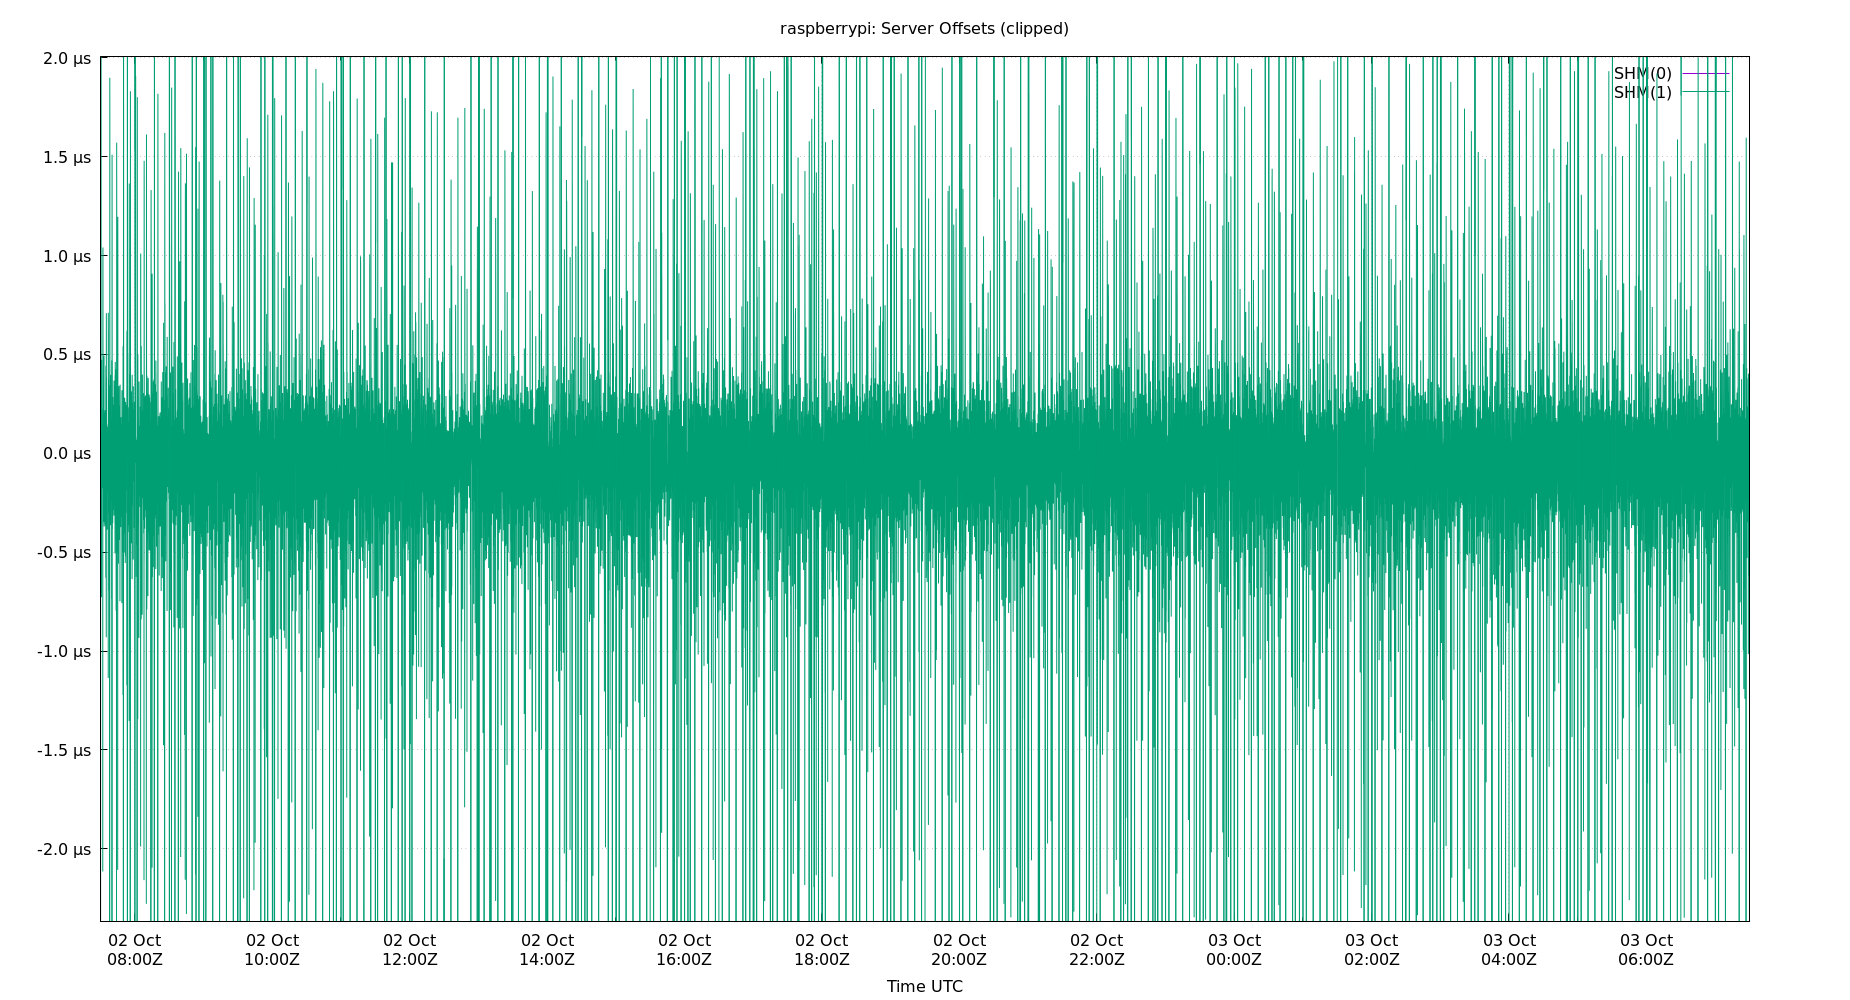 raspberrypi: Server Offsets (clipped)
2.0 µs
1.5 µs
1.0 µs
0.5 µs
0.0 µs
-0.5 µs
-1.0 µs
-1.5 µs
-2.0 µs
SHM(0)
SHM(1)
02 Oct 02 Oct 02 Oct 02 Oct 02 Oct 02 Oct 02 Oct 02 Oct 03 Oct 03 Oct 03 Oct 03 Oct
08:00Z 10:00Z 12:00Z 14:00Z 16:00Z 18:00Z 20:00Z 22:00Z 00:00Z 02:00Z 04:00Z 06:00Z
Time UTC